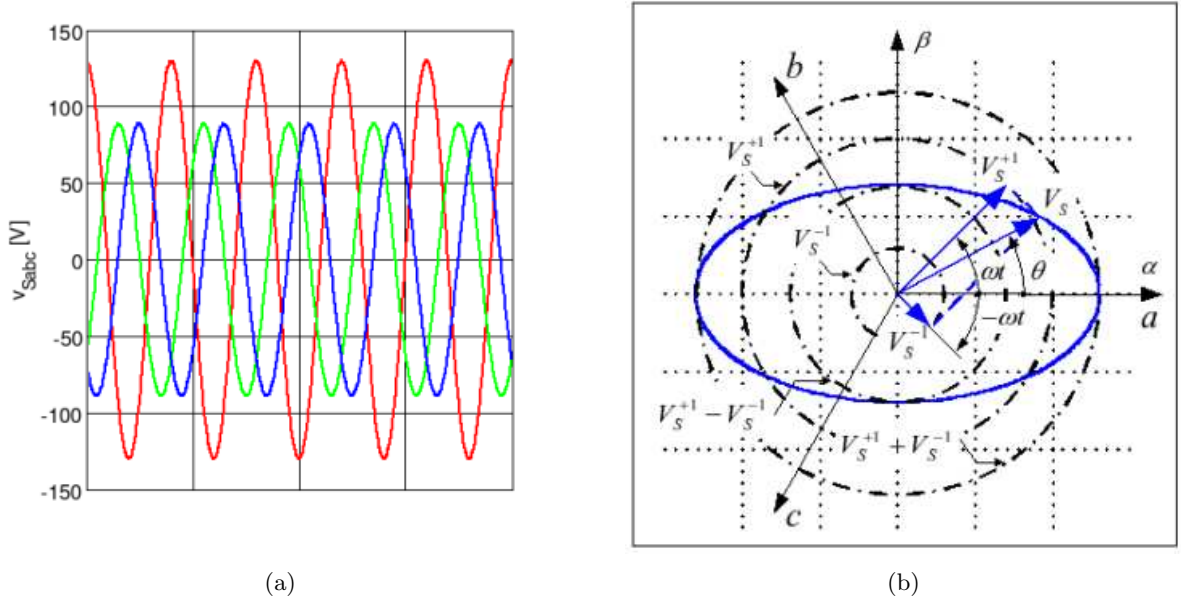 150
100
50
0
-50
-100
-150
v_Sabc [V]
(a)
β
b
V_S^{+1}
V_S^{+1}
V_S
V_S^{-1}
ωt
θ
α
a
-ωt
V_S^{-1}
V_S^{+1} - V_S^{-1}
V_S^{+1} + V_S^{-1}
c
(b)